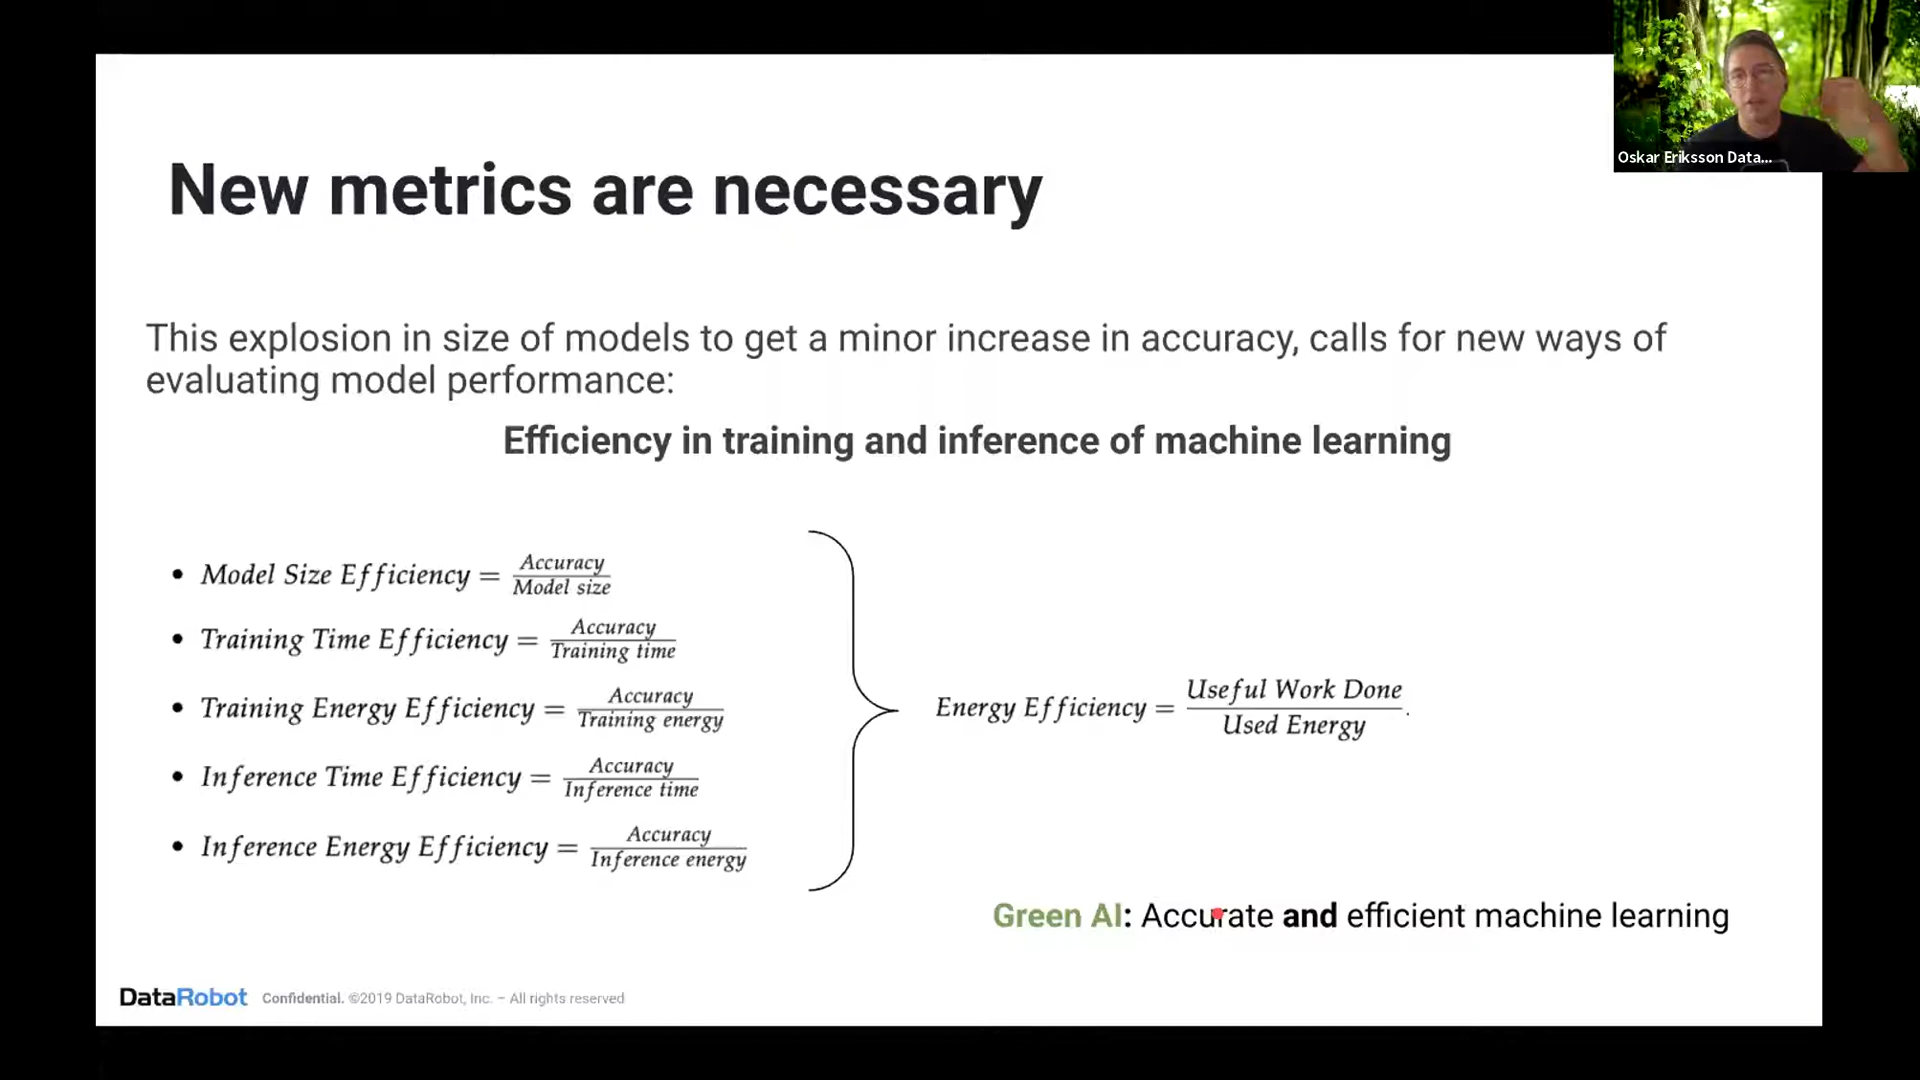 Oskar Eriksson Data...
New metrics are necessary
This explosion in size of models to get a minor increase in accuracy, calls for new ways of
evaluating model performance:
Efficiency in training and inference of machine learning
• Model Size Efficiency = Accuracy / Model size
• Training Time Efficiency = Accuracy / Training time
• Training Energy Efficiency = Accuracy / Training energy
• Inference Time Efficiency = Accuracy / Inference time
• Inference Energy Efficiency = Accuracy / Inference energy
Energy Efficiency = Useful Work Done / Used Energy.
Green AI: Accurate and efficient machine learning
DataRobot Confidential. ©2019 DataRobot, Inc. – All rights reserved